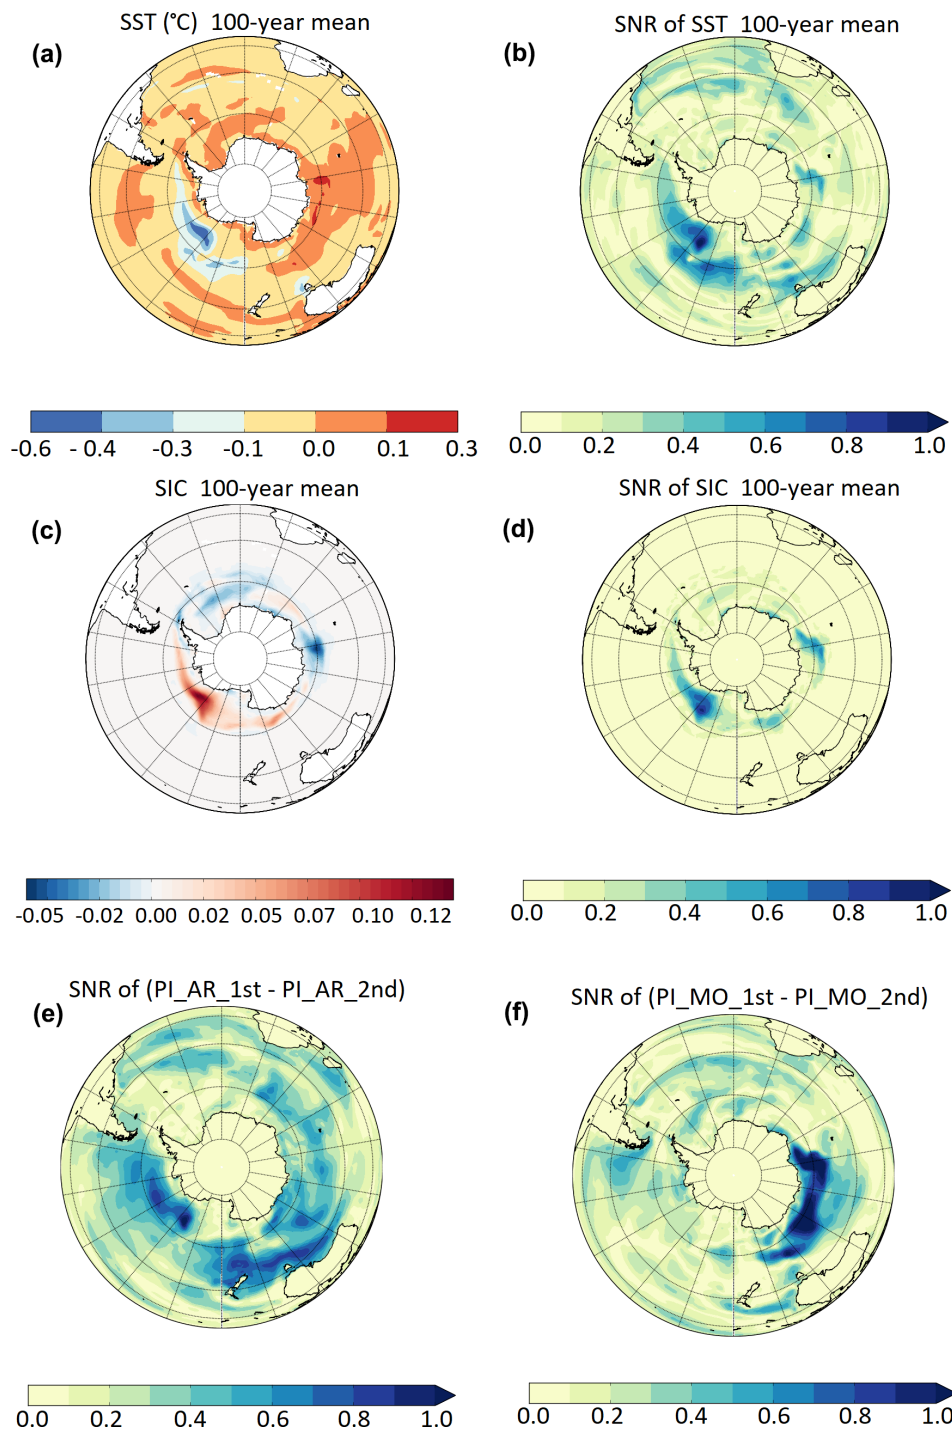 SST (°C) 100-year mean
SNR of SST 100-year mean
(a)
(b)
-0.6 - 0.4 -0.3 -0.1 0.0 0.1 0.3
0.0 0.2 0.4 0.6 0.8 1.0
SIC 100-year mean
SNR of SIC 100-year mean
(c)
(d)
-0.05 -0.02 0.00 0.02 0.05 0.07 0.10 0.12
0.0 0.2 0.4 0.6 0.8 1.0
SNR of (PI_AR_1st - PI_AR_2nd)
SNR of (PI_MO_1st - PI_MO_2nd)
(e)
(f)
0.0 0.2 0.4 0.6 0.8 1.0
0.0 0.2 0.4 0.6 0.8 1.0